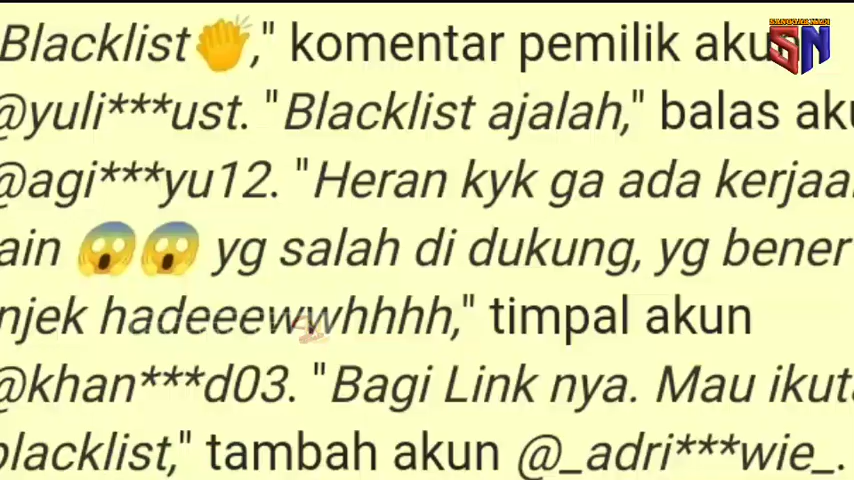 SN
Blacklist👏," komentar pemilik aku
@yuli***ust. "Blacklist ajalah," balas aku
@agi***yu12. "Heran kyk ga ada kerjaa
ain 😱😱 yg salah di dukung, yg bener
njek hadeeewwhhhh," timpal akun
@khan***d03. "Bagi Link nya. Mau ikuta
blacklist," tambah akun @_adri***wie_.